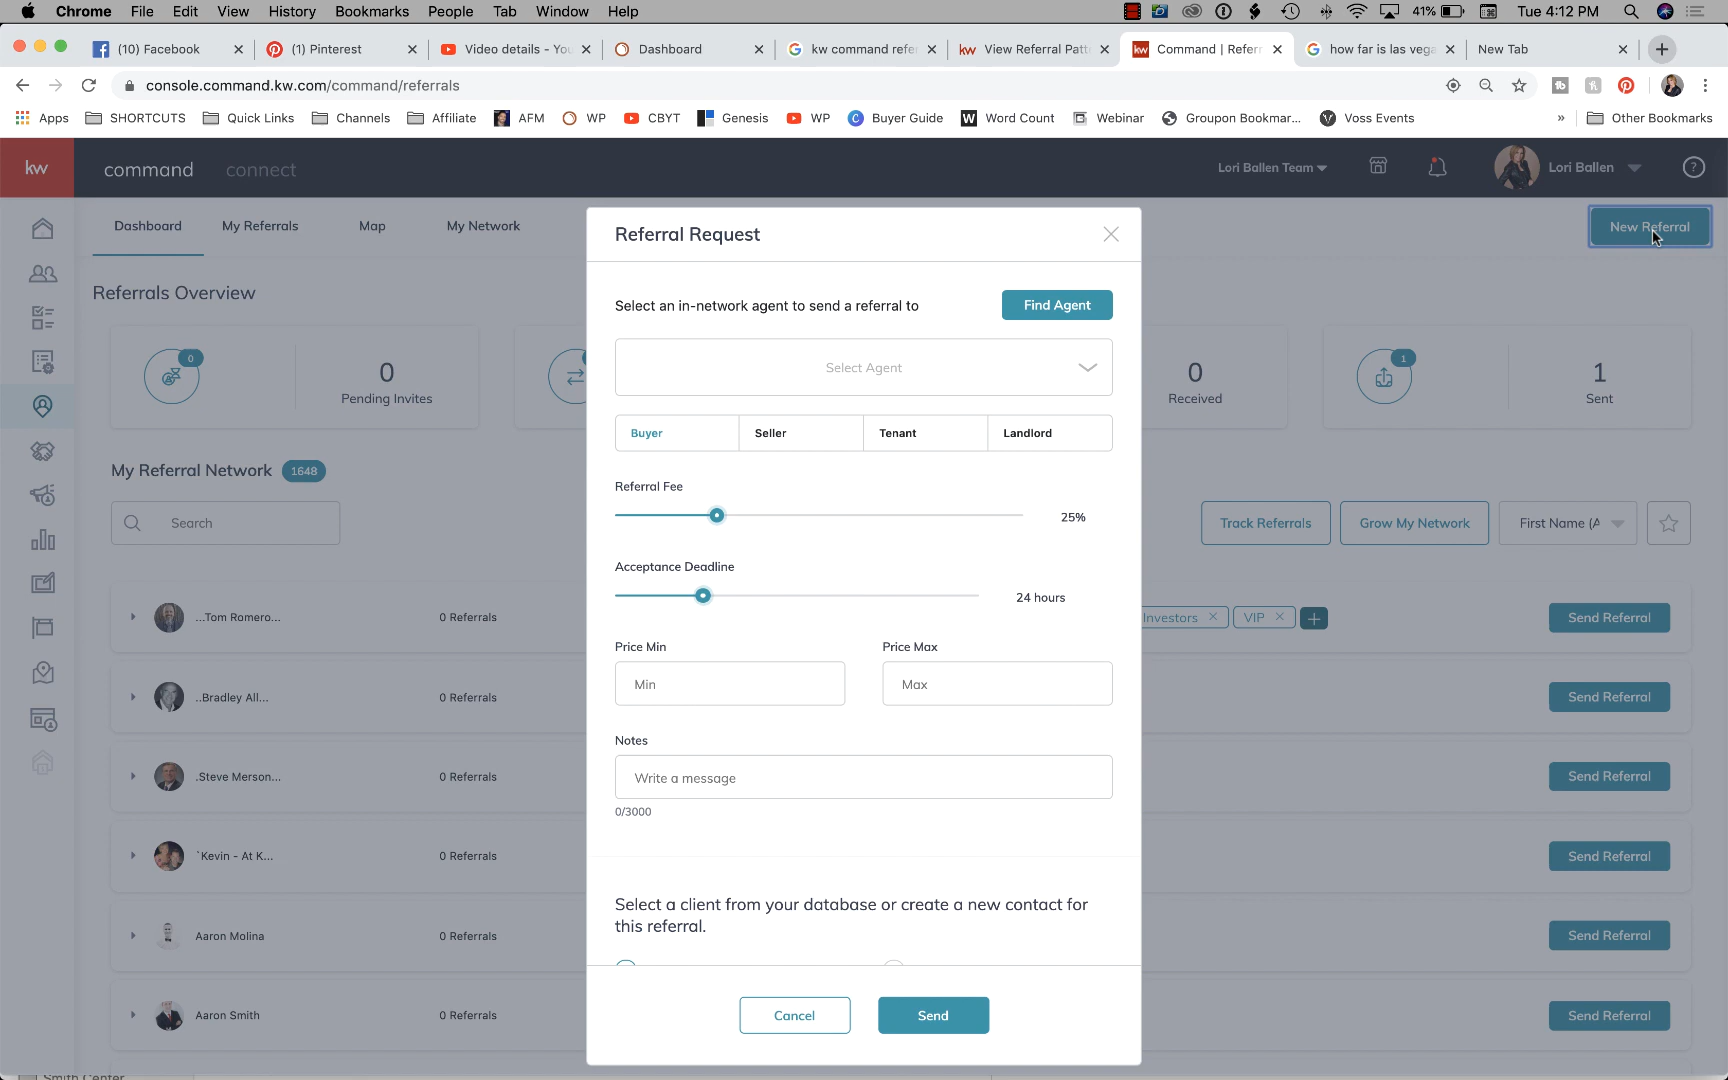 Chrome File Edit View History Bookmarks People Tab Window Help 41% Tue 4:12 PM
(10) Facebook (1) Pinterest Video details - You Dashboard kw command refe kw View Referral Patt kw Command | Referr how far is las vega New Tab
console.command.kw.com/command/referrals
Apps SHORTCUTS Quick Links Channels Affiliate AFM WP CBYT Genesis WP Buyer Guide Word Count Webinar Groupon Bookmar... Voss Events » Other Bookmarks
kw command connect Lori Ballen Team Lori Ballen ?
Dashboard My Referrals Map My Network New Referral
Referral Request
Referrals Overview
Select an in-network agent to send a referral to Find Agent
0 0 Pending Invites
Received
1 1 Sent
Select Agent
Buyer Seller Tenant Landlord
My Referral Network 1648
Referral Fee
25%
Search Track Referrals Grow My Network First Name (A
Acceptance Deadline
24 hours
...Tom Romero... 0 Referrals Investors VIP Send Referral
Price Min Price Max
Min Max
..Bradley All... 0 Referrals Send Referral
Notes
Write a message
0/3000
.Steve Merson... 0 Referrals Send Referral
`Kevin - At K... 0 Referrals Send Referral
Select a client from your database or create a new contact for
this referral.
Aaron Molina 0 Referrals Send Referral
Aaron Smith 0 Referrals Send Referral
Cancel Send
Smith Center